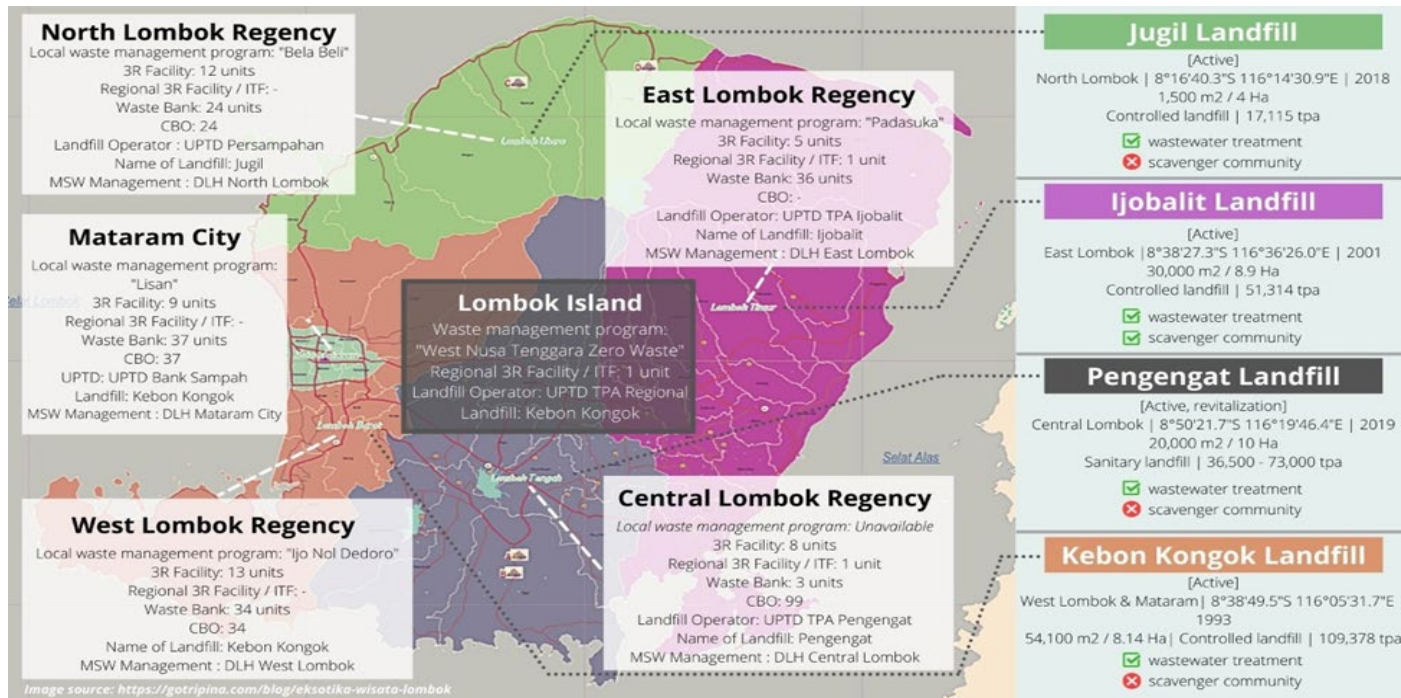 North Lombok Regency
Local waste management program: "Bela Beli"
3R Facility: 12 units
Regional 3R Facility / ITF: -
Waste Bank: 24 units
CBO: 24
Landfill Operator : UPTD Persampahan
Name of Landfill: Jugil
MSW Management : DLH North Lombok
Mataram City
Local waste management program:
"Lisan"
3R Facility: 9 units
Regional 3R Facility / ITF: -
Waste Bank: 37 units
CBO: 37
UPTD: UPTD Bank Sampah
Landfill: Kebon Kongok
MSW Management : DLH Mataram City
West Lombok Regency
Local waste management program: "Ijo Nol Dedoro"
3R Facility: 13 units
Regional 3R Facility / ITF: -
Waste Bank: 34 units
CBO: 34
Name of Landfill: Kebon Kongok
MSW Management : DLH West Lombok
Image source: https://gotripina.com/blog/eksotika-wisata-lombok
Lombok Utara
East Lombok Regency
Local waste management program: "Padasuka"
3R Facility: 5 units
Regional 3R Facility / ITF: 1 unit
Waste Bank: 36 units
CBO: -
Landfill Operator: UPTD TPA Ijobalit
Name of Landfill: Ijobalit
MSW Management : DLH East Lombok
Lombok Island
Waste management program:
"West Nusa Tenggara Zero Waste"
Regional 3R Facility / ITF: 1 unit
Landfill Operator: UPTD TPA Regional
Landfill: Kebon Kongok
Lombok Timur
Lombok Barat
Lombok Tengah
Selat Alas
Central Lombok Regency
Local waste management program: Unavailable
3R Facility: 8 units
Regional 3R Facility / ITF: 1 unit
Waste Bank: 3 units
CBO: 99
Landfill Operator: UPTD TPA Pengengat
Name of Landfill: Pengengat
MSW Management : DLH Central Lombok
Jugil Landfill
[Active]
North Lombok | 8°16'40.3"S 116°14'30.9"E | 2018
1,500 m2 / 4 Ha
Controlled landfill | 17,115 tpa
wastewater treatment
scavenger community
Ijobalit Landfill
[Active]
East Lombok |8°38'27.3"S 116°36'26.0"E | 2001
30,000 m2 / 8.9 Ha
Controlled landfill | 51,314 tpa
wastewater treatment
scavenger community
Pengengat Landfill
[Active, revitalization]
Central Lombok | 8°50'21.7"S 116°19'46.4"E | 2019
20,000 m2 / 10 Ha
Sanitary landfill | 36,500 - 73,000 tpa
wastewater treatment
scavenger community
Kebon Kongok Landfill
[Active]
West Lombok & Mataram| 8°38'49.5"S 116°05'31.7"E
1993
54,100 m2 / 8.14 Ha| Controlled landfill | 109,378 tpa
wastewater treatment
scavenger community